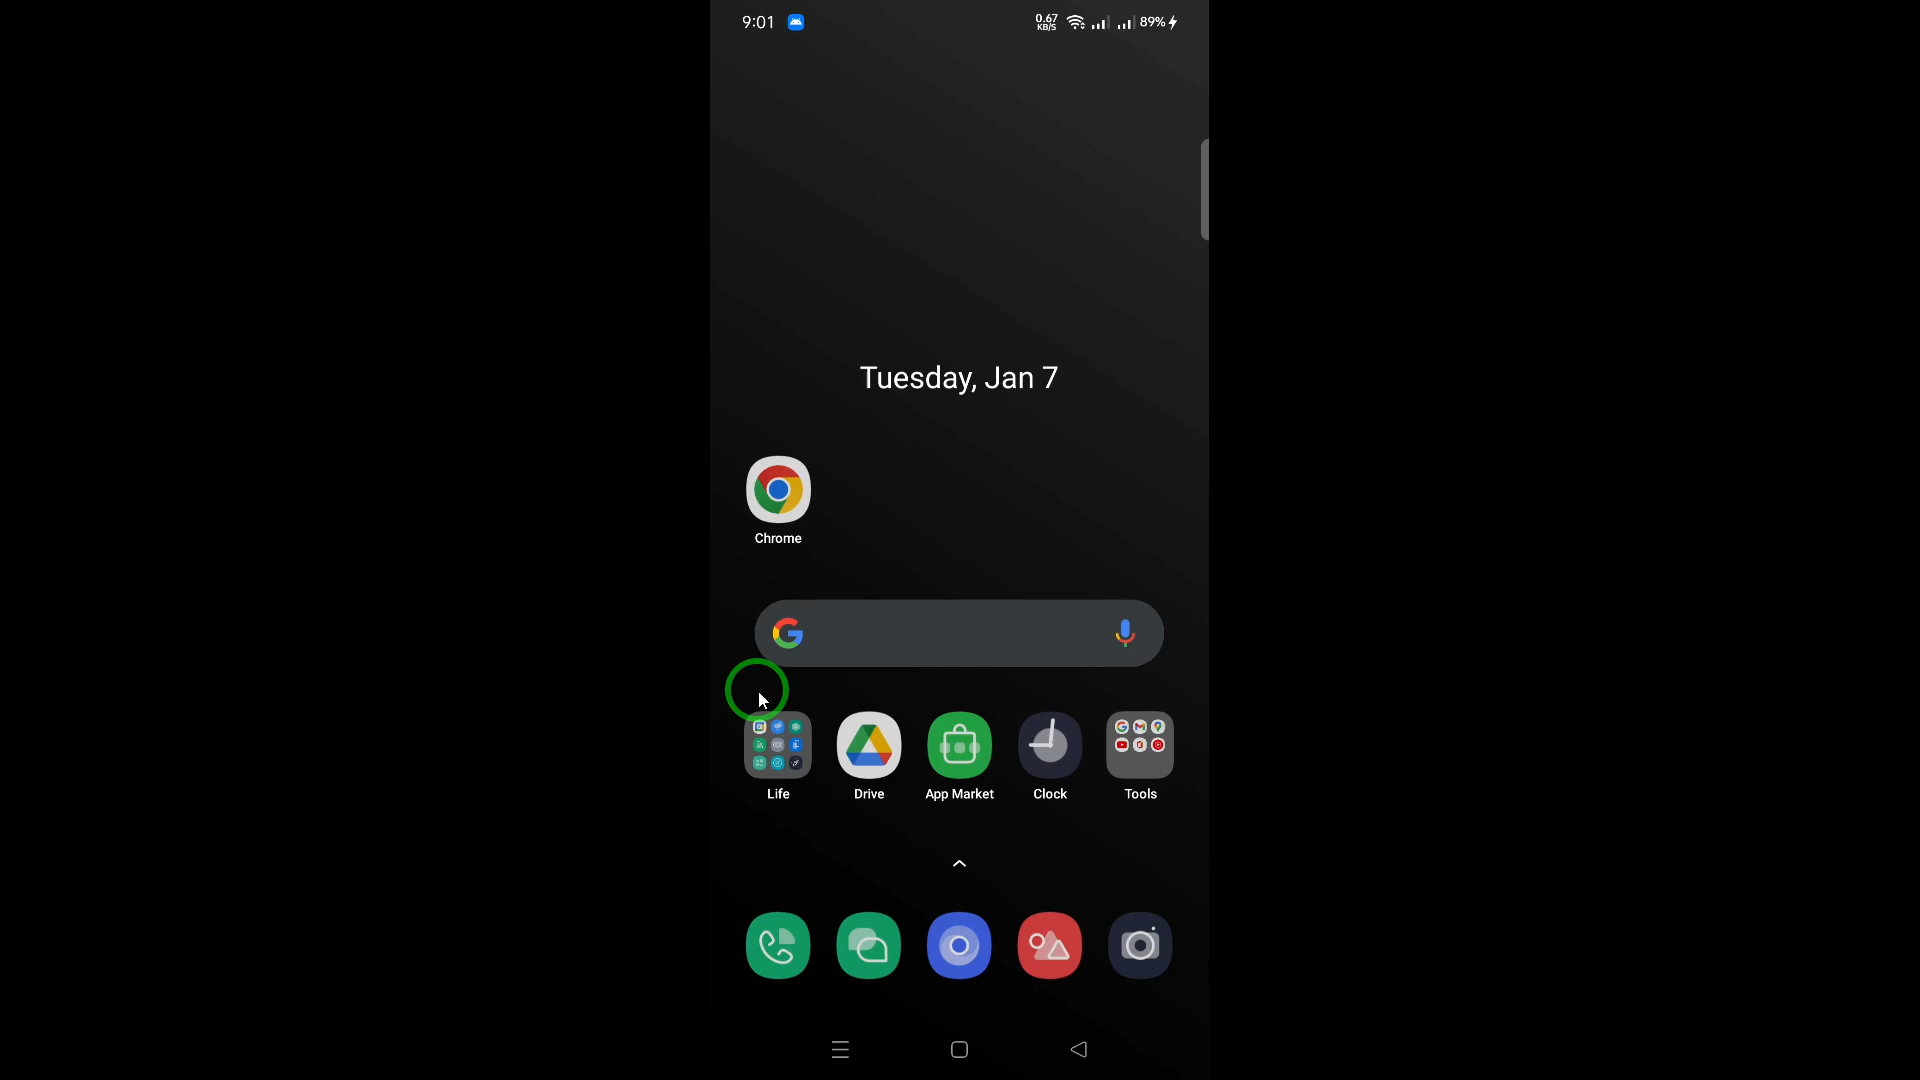 9:01
0.67
KB/S
89%
Tuesday, Jan 7
Chrome
Life
Drive
App Market
Clock
Tools